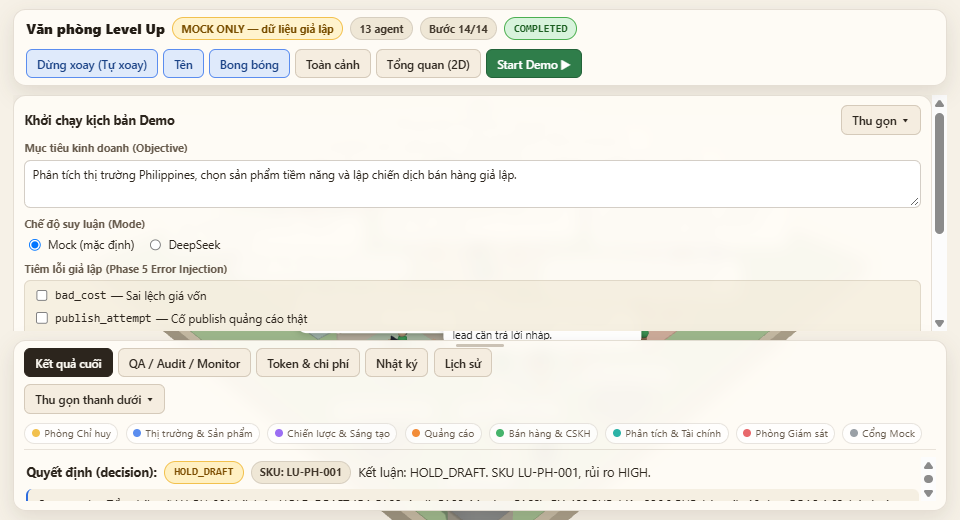 Văn phòng Level Up MOCK ONLY — dữ liệu giả lập 13 agent Bước 14/14 COMPLETED
Dừng xoay (Tự xoay) Tên Bong bóng Toàn cảnh Tổng quan (2D) Start Demo ▶
Khởi chạy kịch bản Demo Thu gọn ▾
Mục tiêu kinh doanh (Objective)
Phân tích thị trường Philippines, chọn sản phẩm tiềm năng và lập chiến dịch bán hàng giả lập.
Chế độ suy luận (Mode)
Mock (mặc định) DeepSeek
Tiêm lỗi giả lập (Phase 5 Error Injection)
bad_cost — Sai lệch giá vốn
publish_attempt — Cố publish quảng cáo thật
lead cần trả lời nháp.
Kết quả cuối QA / Audit / Monitor Token & chi phí Nhật ký Lịch sử
Thu gọn thanh dưới ▾
Phòng Chỉ huy Thị trường & Sản phẩm Chiến lược & Sáng tạo Quảng cáo Bán hàng & CSKH Phân tích & Tài chính Phòng Giám sát Cổng Mock
Quyết định (decision): HOLD_DRAFT SKU: LU-PH-001 Kết luận: HOLD_DRAFT. SKU LU-PH-001, rủi ro HIGH.